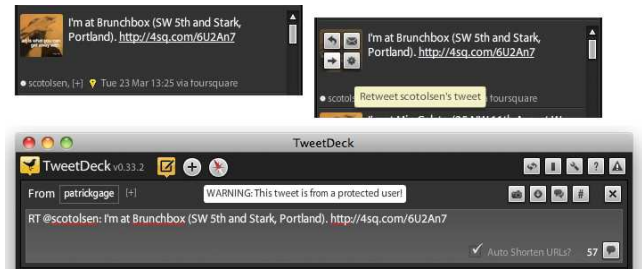 I'm at Brunchbox (SW 5th and Stark,
Portland). http://4sq.com/6U2An7
scotolsen, [+] Tue 23 Mar 13:25 via foursquare
I'm at Brunchbox (SW 5th and Stark,
Portland). http://4sq.com/6U2An7
scotols Retweet scotolsen's tweet foursquare
TweetDeck
TweetDeck v0.33.2
From patrickgage [+] WARNING: This tweet is from a protected user!
RT @scotolsen: I'm at Brunchbox (SW 5th and Stark, Portland). http://4sq.com/6U2An7
Auto Shorten URLs? 57